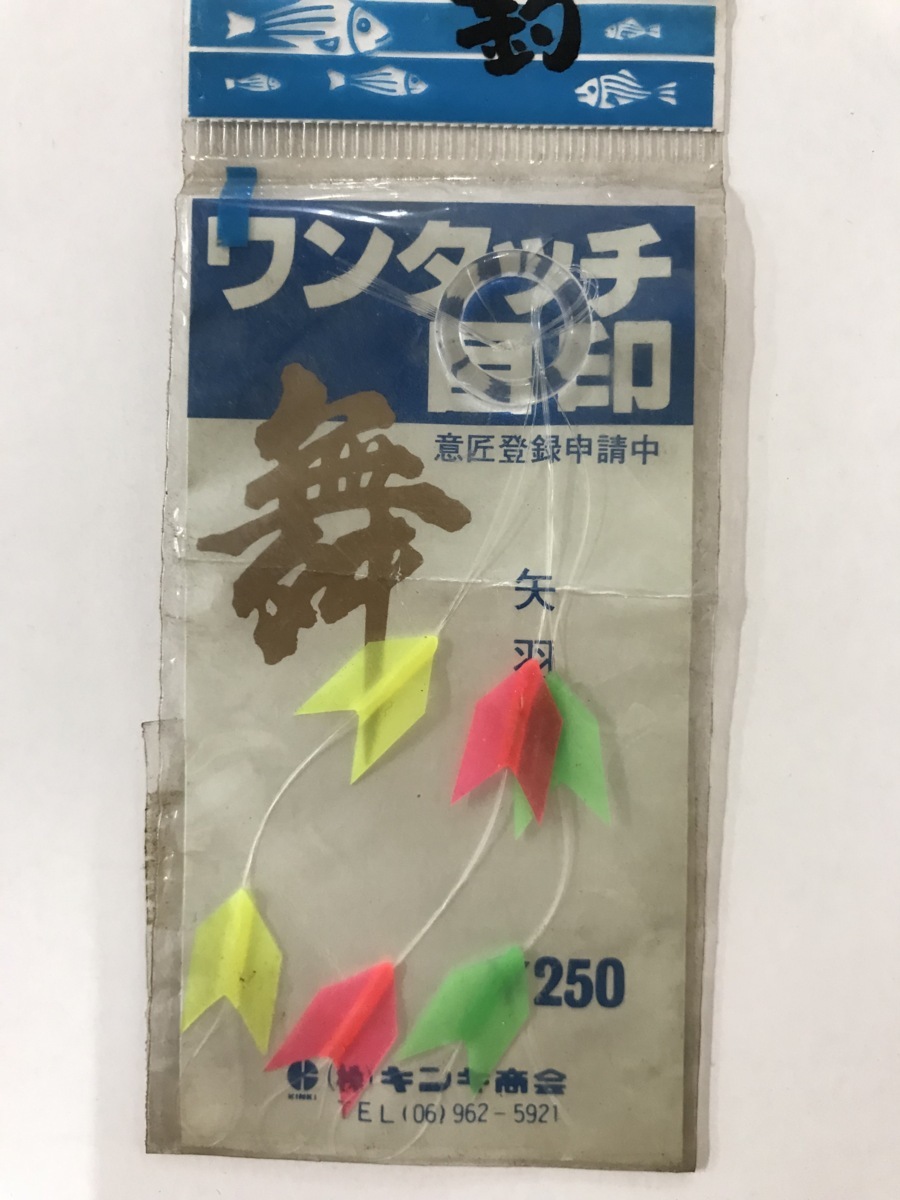 釣
ワンタッチ
目印
意匠登録申請中
舞
矢羽
¥250
KINKI
(株)キンキ商会
TEL(06)962-5921